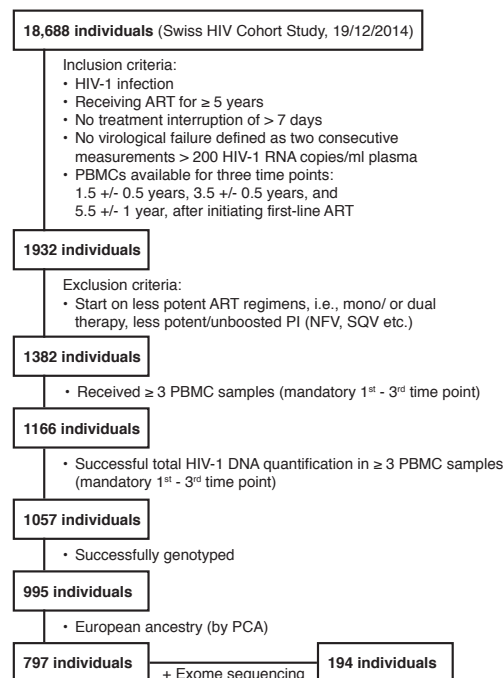 18,688 individuals (Swiss HIV Cohort Study, 19/12/2014)
Inclusion criteria:
• HIV-1 infection
• Receiving ART for ≥ 5 years
• No treatment interruption of > 7 days
• No virological failure defined as two consecutive
measurements > 200 HIV-1 RNA copies/ml plasma
• PBMCs available for three time points:
1.5 +/- 0.5 years, 3.5 +/- 0.5 years, and
5.5 +/- 1 year, after initiating first-line ART
1932 individuals
Exclusion criteria:
• Start on less potent ART regimens, i.e., mono/ or dual
therapy, less potent/unboosted PI (NFV, SQV etc.)
1382 individuals
• Received ≥ 3 PBMC samples (mandatory 1st - 3rd time point)
1166 individuals
• Successful total HIV-1 DNA quantification in ≥ 3 PBMC samples
(mandatory 1st - 3rd time point)
1057 individuals
• Successfully genotyped
995 individuals
• European ancestry (by PCA)
797 individuals
+ Exome sequencing
194 individuals